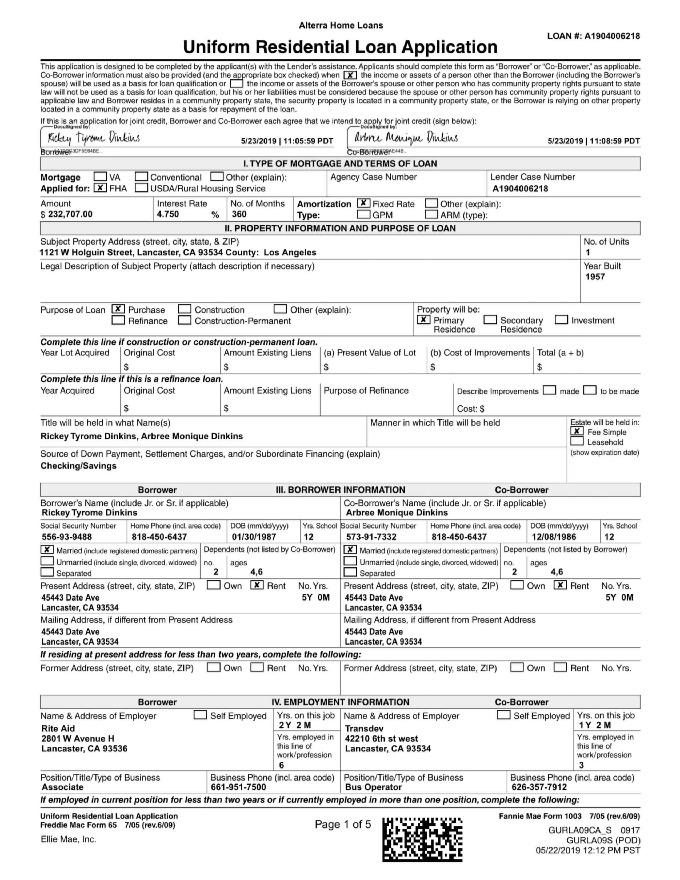 Alterra Home Loans
LOAN #: A1904006218
Uniform Residential Loan Application
This application is designed to be completed by the applicant(s) with the Lender's assistance. Applicants should complete this form as "Borrower" or "Co-Borrower," as applicable.
Co-Borrower information must also be provided (and the appropriate box checked) when X the income or assets of a person other than the Borrower (including the Borrower's
spouse) will be used as a basis for loan qualification or the income or assets of the Borrower's spouse or other person who has community property rights pursuant to state
law will not be used as a basis for loan qualification, but his or her liabilities must be considered because the spouse or other person has community property rights pursuant to
applicable law and Borrower resides in a community property state, the security property is located in a community property state, or the Borrower is relying on other property
located in a community property state as a basis for repayment of the loan.
If this is an application for joint credit, Borrower and Co-Borrower each agree that we intend to apply for joint credit (sign below):
DocuSigned by: DocuSigned by:
Rickey Tyrome Dinkins 5/23/2019 | 11:05:59 PDT Arbree Monique Dinkins 5/23/2019 | 11:08:59 PDT
Borrower Co-Borrower
I. TYPE OF MORTGAGE AND TERMS OF LOAN
Mortgage VA Conventional Other (explain): Agency Case Number Lender Case Number
Applied for: X FHA USDA/Rural Housing Service A1904006218
Amount Interest Rate No. of Months Amortization X Fixed Rate Other (explain):
$ 232,707.00 4.750 % 360 Type: GPM ARM (type):
II. PROPERTY INFORMATION AND PURPOSE OF LOAN
Subject Property Address (street, city, state, & ZIP) No. of Units
1121 W Holguin Street, Lancaster, CA 93534 County: Los Angeles 1
Legal Description of Subject Property (attach description if necessary) Year Built
1957
Purpose of Loan X Purchase Construction Other (explain): Property will be:
Refinance Construction-Permanent X Primary Residence Secondary Residence Investment
Complete this line if construction or construction-permanent loan.
Year Lot Acquired Original Cost Amount Existing Liens (a) Present Value of Lot (b) Cost of Improvements Total (a + b)
$ $ $ $ $
Complete this line if this is a refinance loan.
Year Acquired Original Cost Amount Existing Liens Purpose of Refinance Describe Improvements made to be made
$ $ Cost: $
Title will be held in what Name(s) Manner in which Title will be held Estate will be held in:
Rickey Tyrome Dinkins, Arbree Monique Dinkins X Fee Simple
Leasehold
Source of Down Payment, Settlement Charges, and/or Subordinate Financing (explain) (show expiration date)
Checking/Savings
Borrower III. BORROWER INFORMATION Co-Borrower
Borrower's Name (include Jr. or Sr. if applicable) Co-Borrower's Name (include Jr. or Sr. if applicable)
Rickey Tyrome Dinkins Arbree Monique Dinkins
Social Security Number Home Phone (incl. area code) DOB (mm/dd/yyyy) Yrs. School Social Security Number Home Phone (incl. area code) DOB (mm/dd/yyyy) Yrs. School
556-93-9488 818-450-6437 01/30/1987 12 573-91-7332 818-450-6437 12/08/1986 12
X Married (include registered domestic partners) Dependents (not listed by Co-Borrower) X Married (include registered domestic partners) Dependents (not listed by Borrower)
Unmarried (include single, divorced, widowed) no. ages Unmarried (include single, divorced, widowed) no. ages
Separated 2 4,6 Separated 2 4,6
Present Address (street, city, state, ZIP) Own X Rent No. Yrs. Present Address (street, city, state, ZIP) Own X Rent No. Yrs.
45443 Date Ave 5Y 0M 45443 Date Ave 5Y 0M
Lancaster, CA 93534 Lancaster, CA 93534
Mailing Address, if different from Present Address Mailing Address, if different from Present Address
45443 Date Ave 45443 Date Ave
Lancaster, CA 93534 Lancaster, CA 93534
If residing at present address for less than two years, complete the following:
Former Address (street, city, state, ZIP) Own Rent No. Yrs. Former Address (street, city, state, ZIP) Own Rent No. Yrs.
Borrower IV. EMPLOYMENT INFORMATION Co-Borrower
Name & Address of Employer Self Employed Yrs. on this job Name & Address of Employer Self Employed Yrs. on this job
Rite Aid 2 Y 2 M Transdev 1 Y 2 M
2801 W Avenue H Yrs. employed in this line of work/profession 42210 6th st west Yrs. employed in this line of work/profession
Lancaster, CA 93536 6 Lancaster, CA 93534 3
Position/Title/Type of Business Business Phone (incl. area code) Position/Title/Type of Business Business Phone (incl. area code)
Associate 661-951-7500 Bus Operator 626-357-7912
If employed in current position for less than two years or if currently employed in more than one position, complete the following:
Uniform Residential Loan Application Fannie Mae Form 1003 7/05 (rev.6/09)
Freddie Mac Form 65 7/05 (rev.6/09) Page 1 of 5
Ellie Mae, Inc. GURLA09CA_S 0917
GURLA09S (POD)
05/22/2019 12:12 PM PST